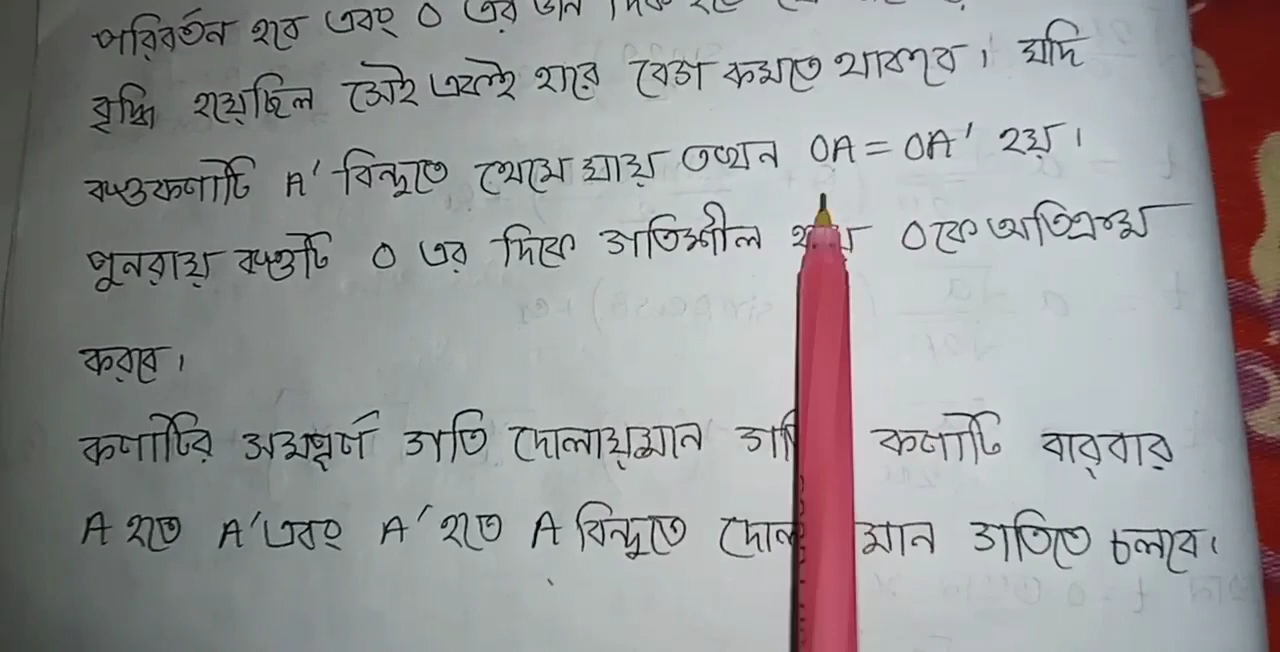 পরিবর্তন হবে এবং O এর ডান দিক
বৃদ্ধি হয়েছিল সেই একই হারে বেগ কমতে থাকবে। যদি
বস্তুকণাটি A' বিন্দুতে থেমে যায় তখন OA = OA' হয়।
পুনরায় বস্তুটি O এর দিকে গতিশীল হয় O কে অতিক্রম
করবে।
কণাটির সম্পূর্ণ গতি দোলায়মান গতি কণাটি বারবার
A হতে A' এবং A' হতে A বিন্দুতে দোলায়মান গতিতে চলবে।